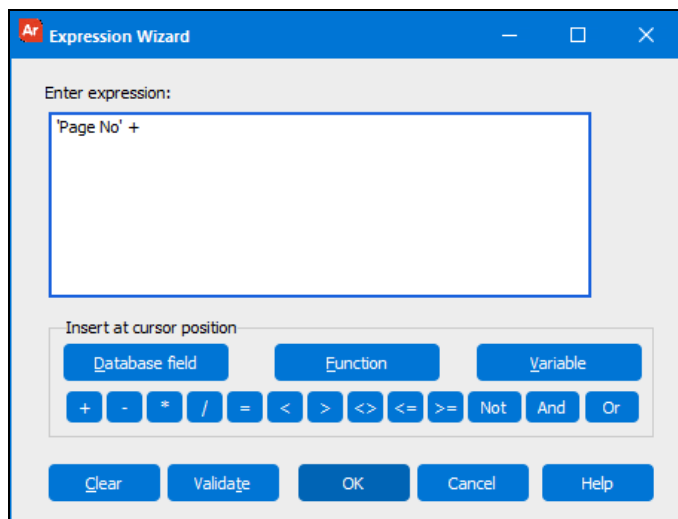 Ar Expression Wizard
Enter expression:
'Page No' +
Insert at cursor position
Database field Function Variable
+ - * / = < > <> <= >= Not And Or
Clear Validate OK Cancel Help